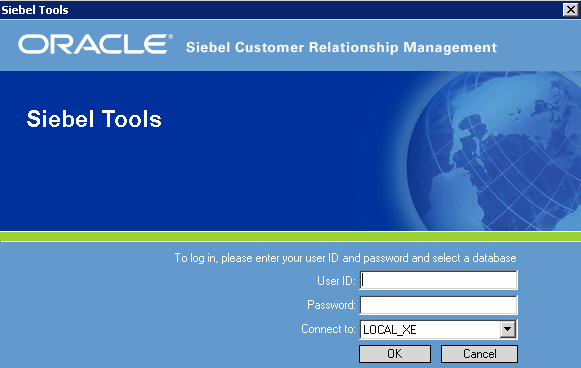 Siebel Tools
ORACLE® Siebel Customer Relationship Management
Siebel Tools
To log in, please enter your user ID and password and select a database
User ID:
Password:
Connect to: LOCAL_XE
OK Cancel